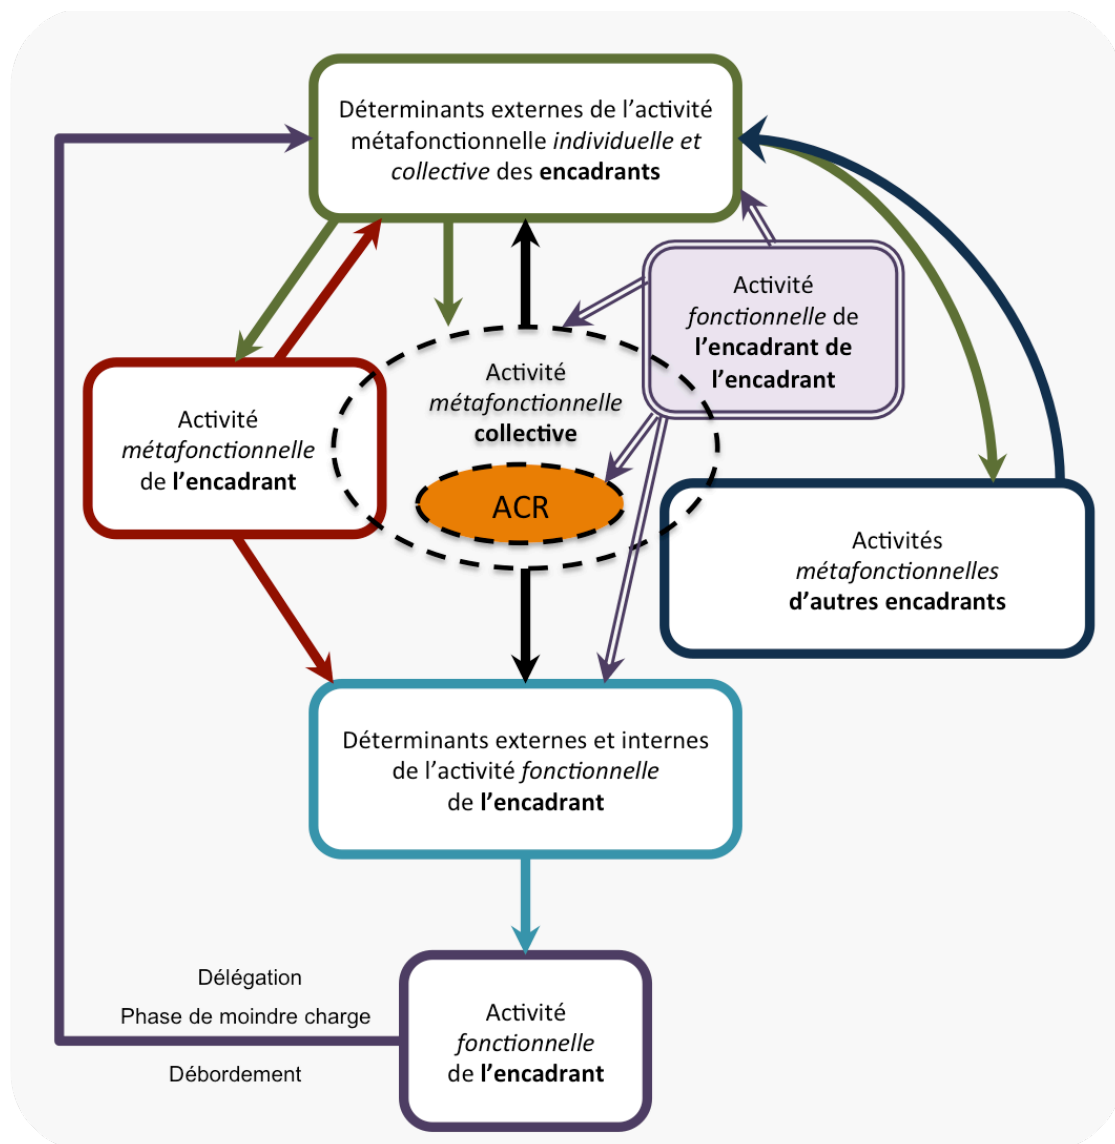 Déterminants externes de l’activité
métafonctionnelle individuelle et
collective des encadrants
Activité
fonctionnelle de
l’encadrant de
l’encadrant
Activité
métafonctionnelle
collective
Activité
métafonctionnelle
de l’encadrant
ACR
Activités
métafonctionnelles
d’autres encadrants
Déterminants externes et internes
de l’activité fonctionnelle
de l’encadrant
Délégation
Phase de moindre charge
Débordement
Activité
fonctionnelle
de l’encadrant